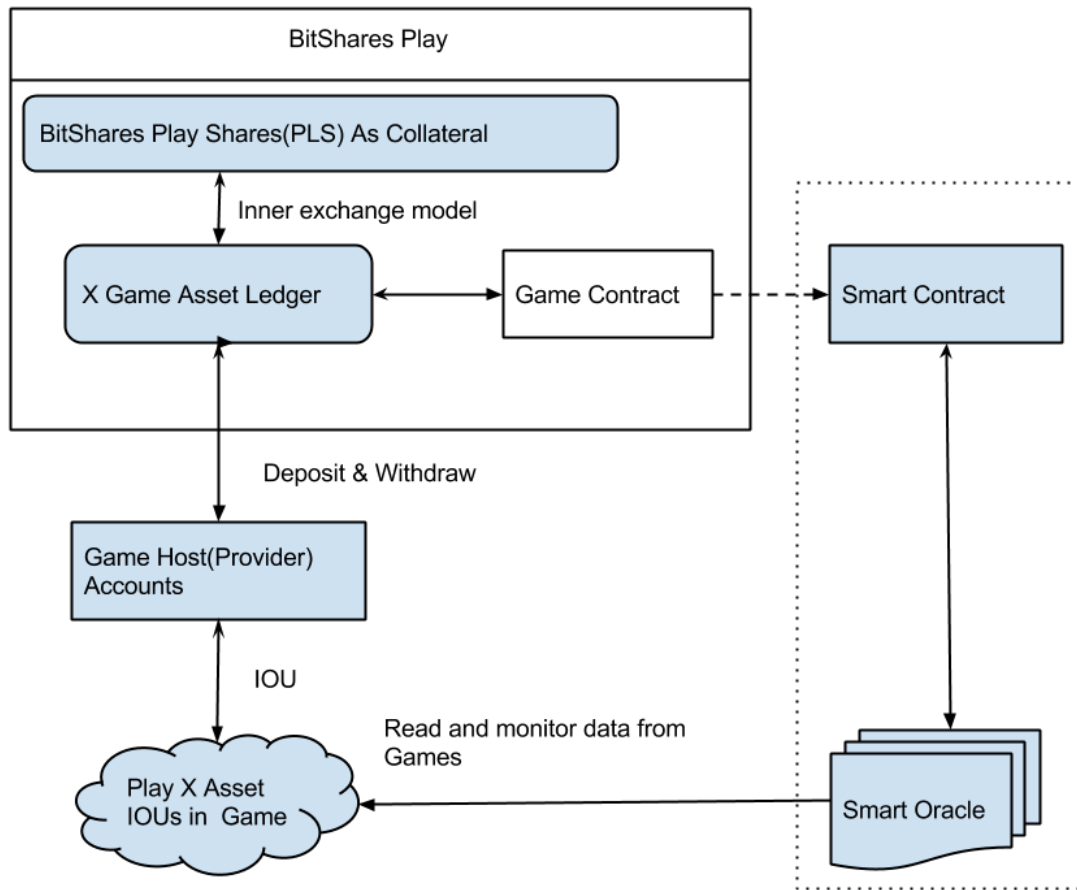 BitShares Play
BitShares Play Shares(PLS) As Collateral
Inner exchange model
X Game Asset Ledger
Game Contract
Smart Contract
Deposit & Withdraw
Game Host(Provider)
Accounts
IOU
Read and monitor data from
Games
Play X Asset
IOUs in  Game
Smart Oracle